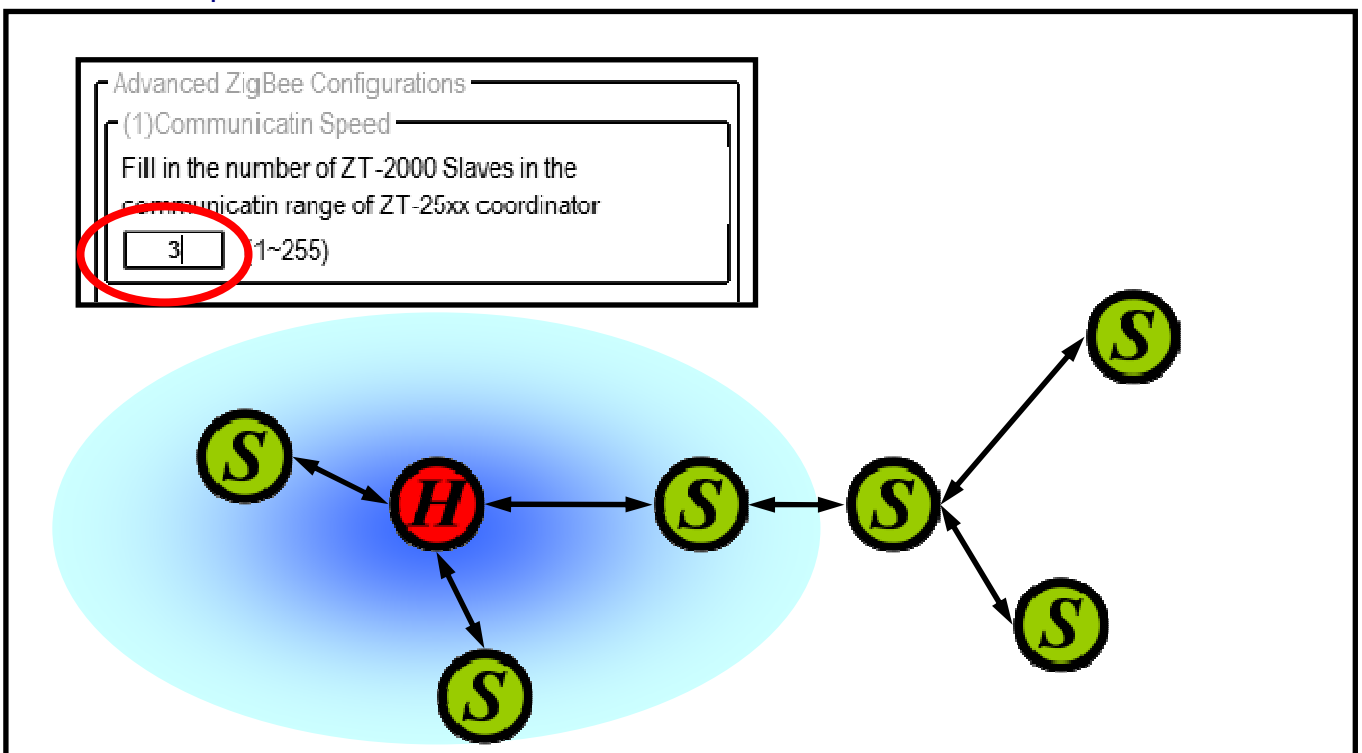 Advanced ZigBee Configurations
(1)Communicatin Speed
Fill in the number of ZT-2000 Slaves in the
communicatin range of ZT-25xx coordinator
3 (1~255)
S
S
H
S
S
S
S